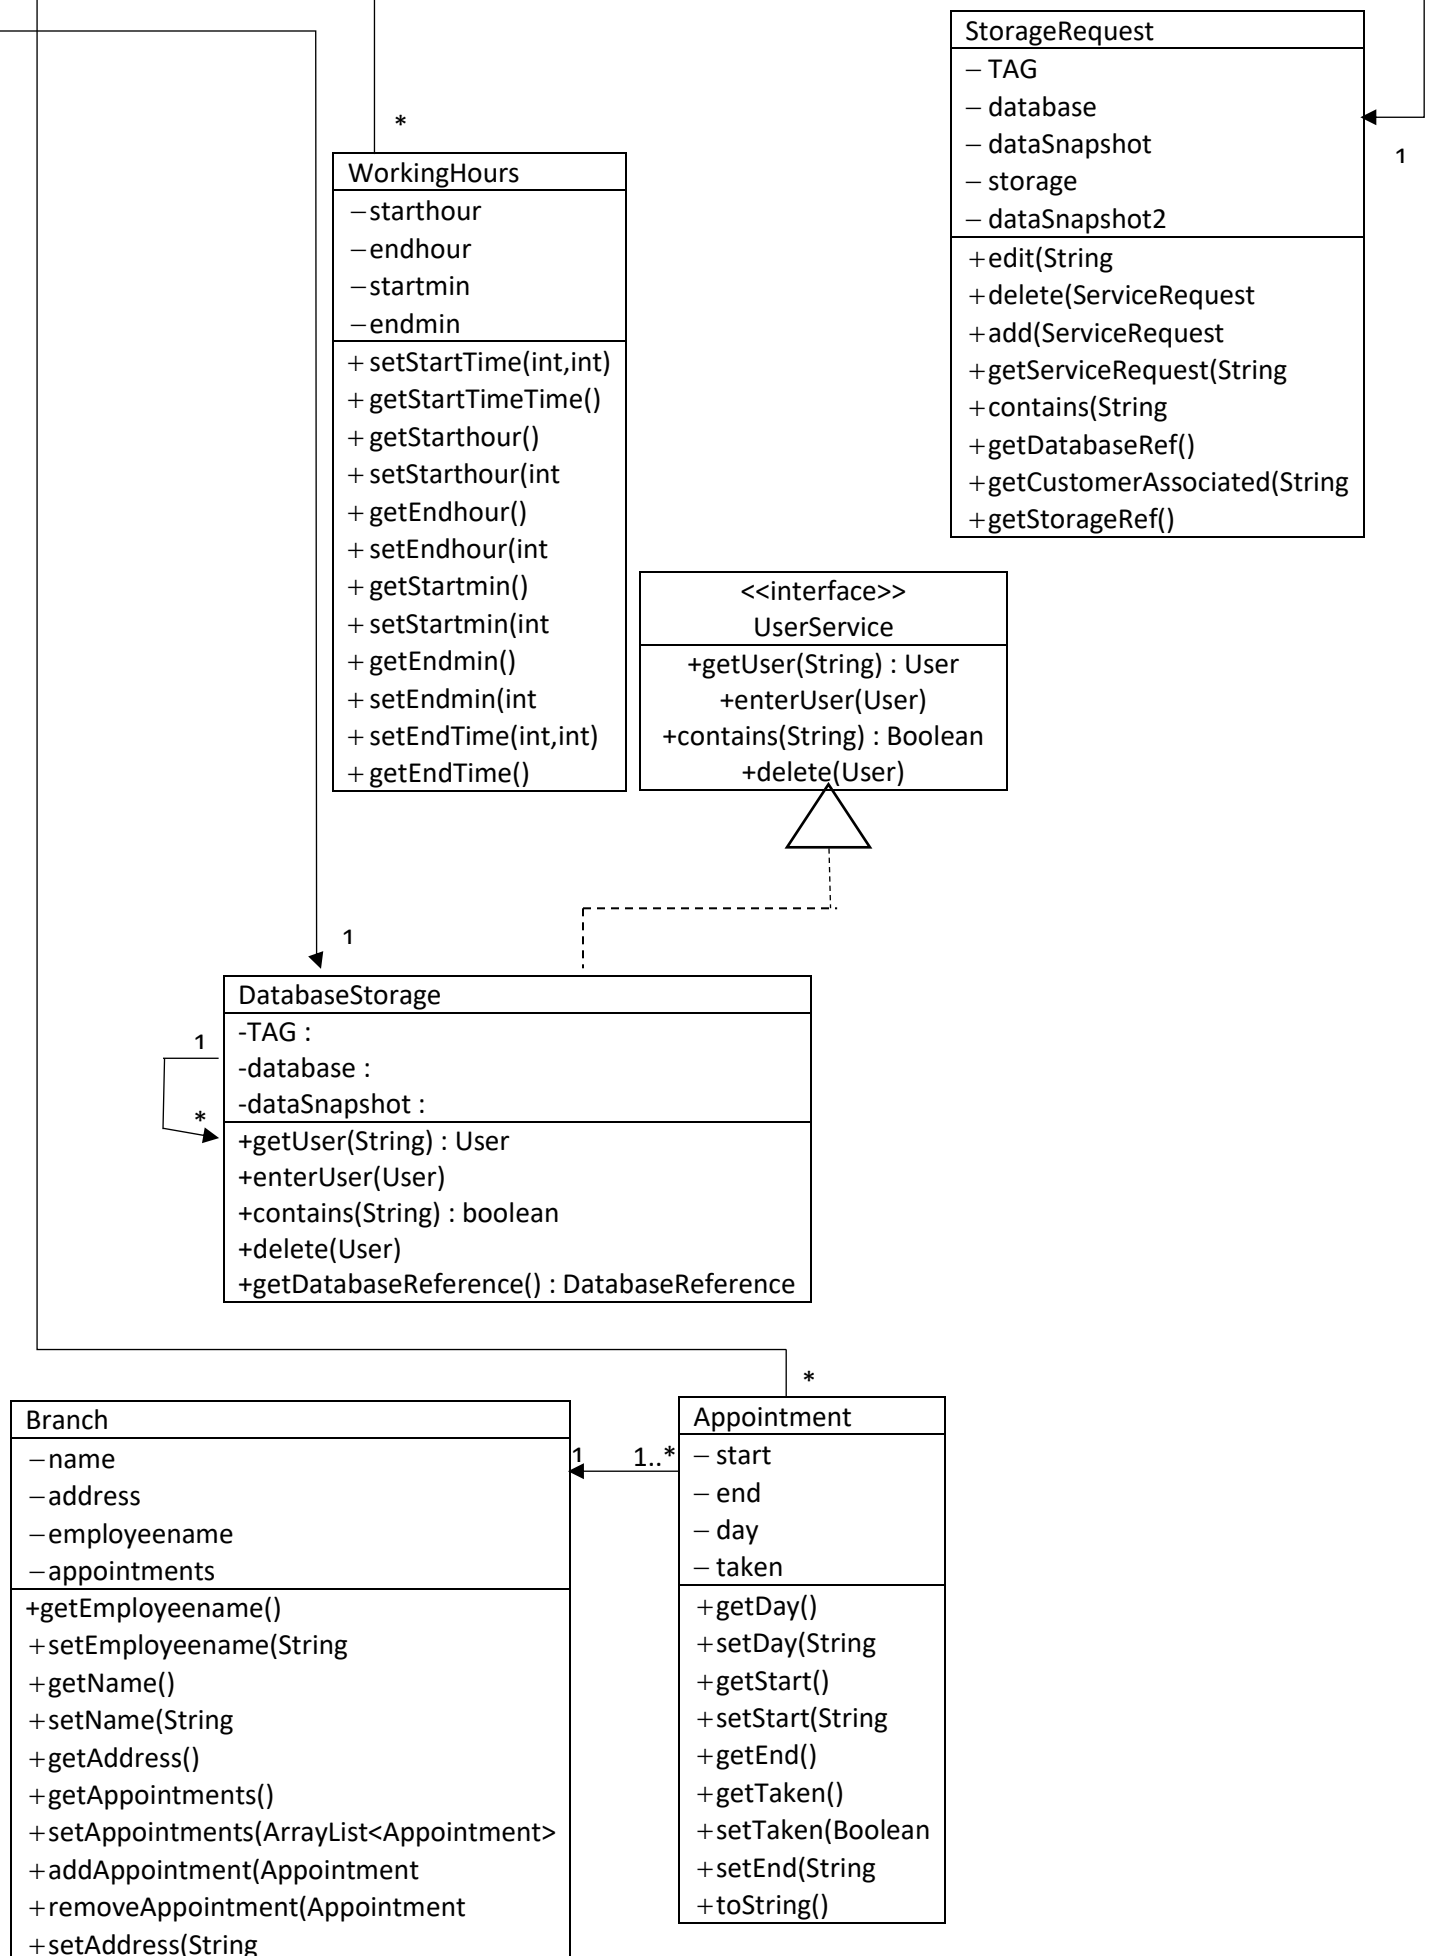 StorageRequest
– TAG
– database
– dataSnapshot
– storage
– dataSnapshot2
+edit(String
+delete(ServiceRequest
+add(ServiceRequest
+getServiceRequest(String
+contains(String
+getDatabaseRef()
+getCustomerAssociated(String
+getStorageRef()
1
*
WorkingHours
–starthour
–endhour
–startmin
–endmin
+ setStartTime(int,int)
+ getStartTimeTime()
+ getStarthour()
+ setStarthour(int
+ getEndhour()
+ setEndhour(int
+ getStartmin()
+ setStartmin(int
+ getEndmin()
+ setEndmin(int
+ setEndTime(int,int)
+ getEndTime()
<<interface>>
UserService
+getUser(String) : User
+enterUser(User)
+contains(String) : Boolean
+delete(User)
1
DatabaseStorage
-TAG :
-database :
-dataSnapshot :
+getUser(String) : User
+enterUser(User)
+contains(String) : boolean
+delete(User)
+getDatabaseReference() : DatabaseReference
1
*
*
Branch
–name
–address
–employeename
–appointments
+getEmployeename()
+setEmployeename(String
+getName()
+setName(String
+getAddress()
+getAppointments()
+setAppointments(ArrayList<Appointment>
+addAppointment(Appointment
+removeAppointment(Appointment
+setAddress(String
1 1..*
Appointment
– start
– end
– day
– taken
+getDay()
+setDay(String
+getStart()
+setStart(String
+getEnd()
+getTaken()
+setTaken(Boolean
+setEnd(String
+toString()